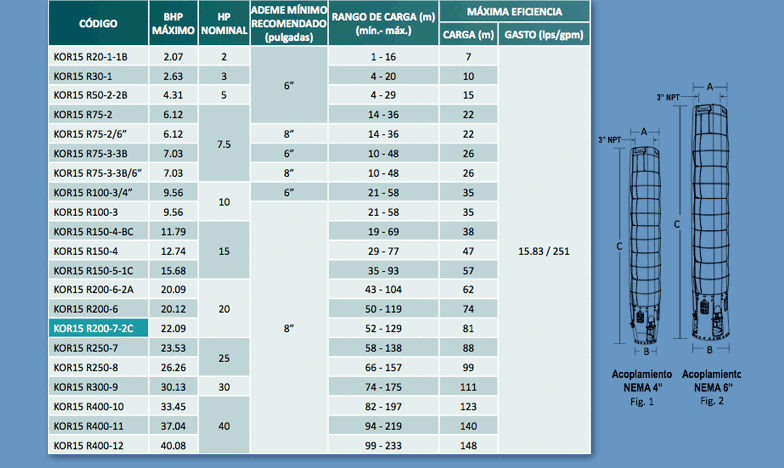 CÓDIGO BHP MÁXIMO HP NOMINAL ADEME MÍNIMO RECOMENDADO (pulgadas) RANGO DE CARGA (m) (mín.- máx.) MÁXIMA EFICIENCIA
CARGA (m) GASTO (lps/gpm)
KOR15 R20-1-1B 2.07 2 6” 1 - 16 7 15.83 / 251
KOR15 R30-1 2.63 3 4 - 20 10
KOR15 R50-2-2B 4.31 5 4 - 29 15
KOR15 R75-2 6.12 7.5 14 - 36 22
KOR15 R75-2/6” 6.12 8” 14 - 36 22
KOR15 R75-3-3B 7.03 6” 10 - 48 26
KOR15 R75-3-3B/6” 7.03 8” 10 - 48 26
KOR15 R100-3/4” 9.56 10 6” 21 - 58 35
KOR15 R100-3 9.56 8” 21 - 58 35
KOR15 R150-4-BC 11.79 15 19 - 69 38
KOR15 R150-4 12.74 29 - 77 47
KOR15 R150-5-1C 15.68 35 - 93 57
KOR15 R200-6-2A 20.09 20 43 - 104 62
KOR15 R200-6 20.12 50 - 119 74
KOR15 R200-7-2C 22.09 52 - 129 81
KOR15 R250-7 23.53 25 58 - 138 88
KOR15 R250-8 26.26 66 - 157 99
KOR15 R300-9 30.13 30 74 - 175 111
KOR15 R400-10 33.45 40 82 - 197 123
KOR15 R400-11 37.04 94 - 219 140
KOR15 R400-12 40.08 99 - 233 148
A
3” NPT
C
B
Acoplamiento
NEMA 4”
Fig. 1
A
3” NPT
C
B
Acoplamientc
NEMA 6”
Fig. 2